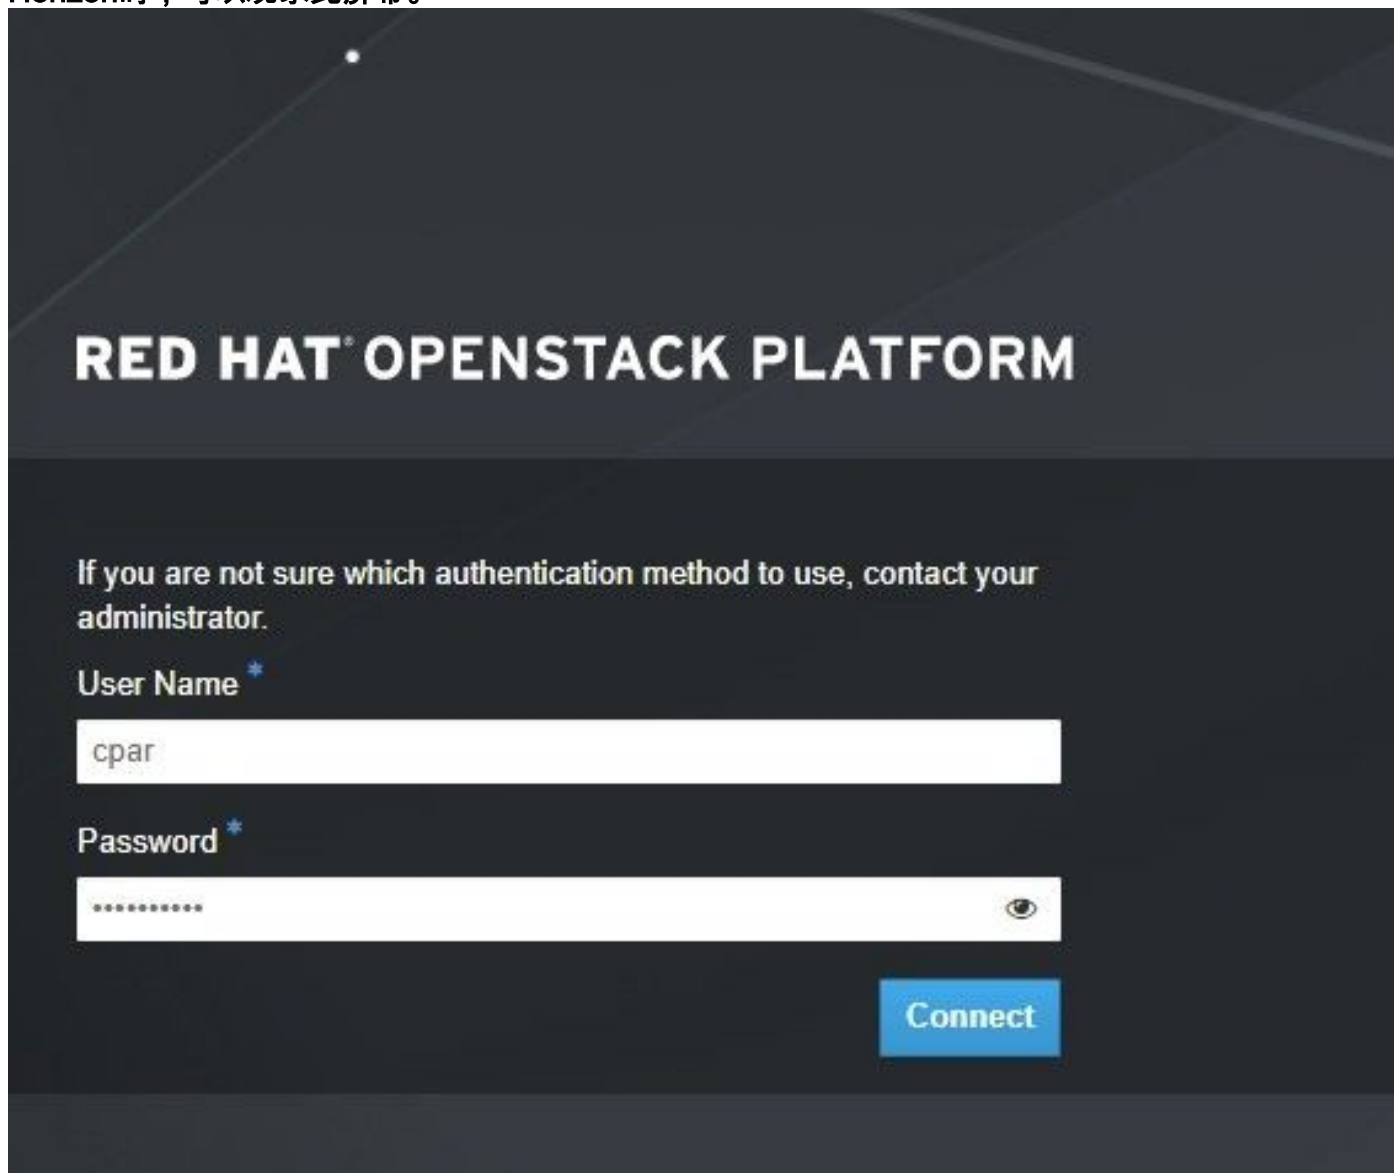 RED HAT® OPENSTACK PLATFORM
If you are not sure which authentication method to use, contact your
administrator.
User Name *
cpar
Password *
••••••••••
Connect